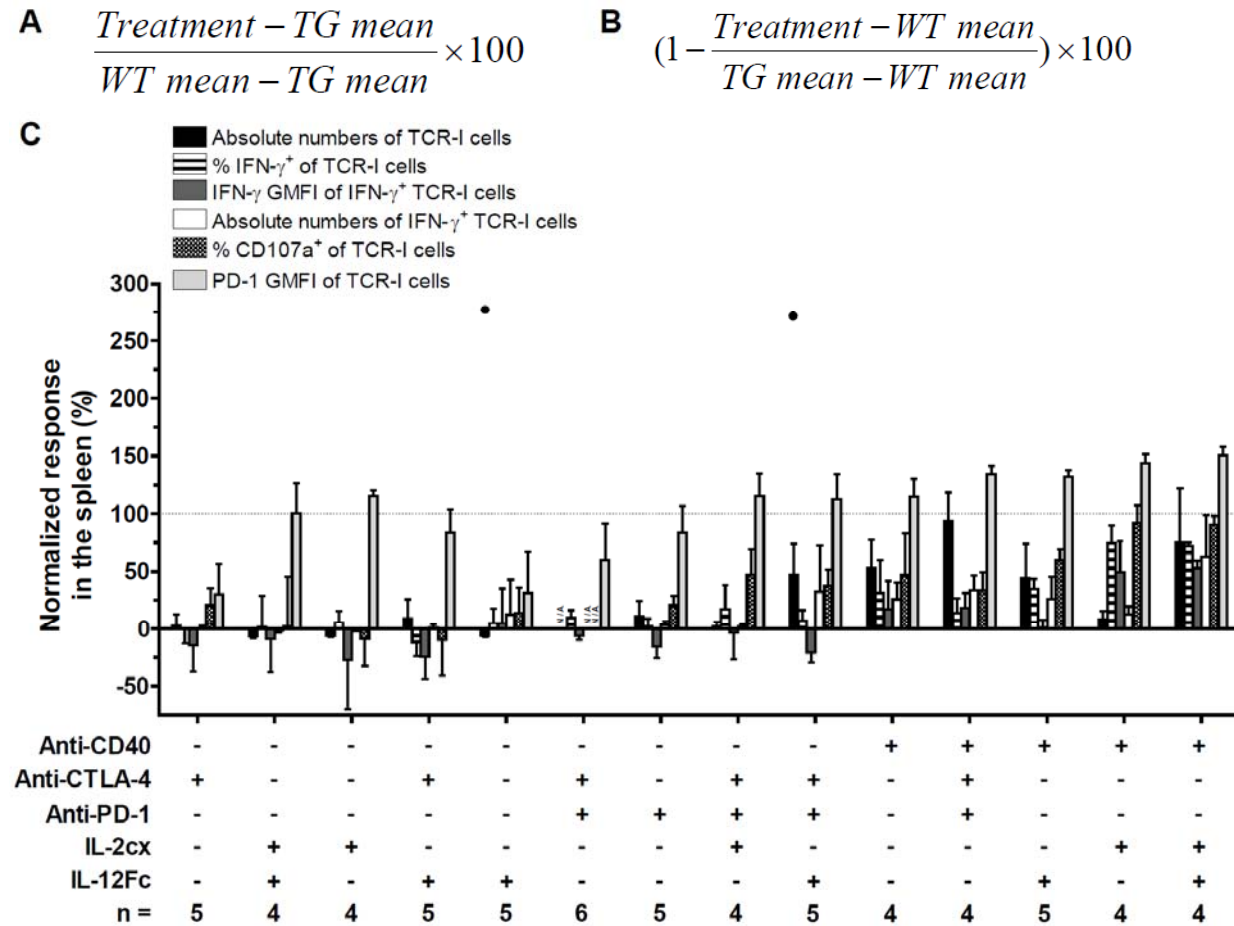 A
Treatment − TG mean
WT mean − TG mean
×100
B
(1−
Treatment − WT mean
TG mean − WT mean
)×100
C
Absolute numbers of TCR-I cells
% IFN-γ+ of TCR-I cells
IFN-γ GMFI of IFN-γ+ TCR-I cells
Absolute numbers of IFN-γ+ TCR-I cells
% CD107a+ of TCR-I cells
PD-1 GMFI of TCR-I cells
Normalized response
in the spleen (%)
300
250
200
150
100
50
0
-50
N/A
N/A
N/A
Anti-CD40 - - - - - - - - - + + + + +
Anti-CTLA-4 + - - + - + - + + - + - - -
Anti-PD-1 - - - - - + + + + - + - - -
IL-2cx - + + - - - - + - - - - + +
IL-12Fc - + - + + - - - + - - + - +
n = 5 4 4 5 5 6 5 4 5 4 4 5 4 4